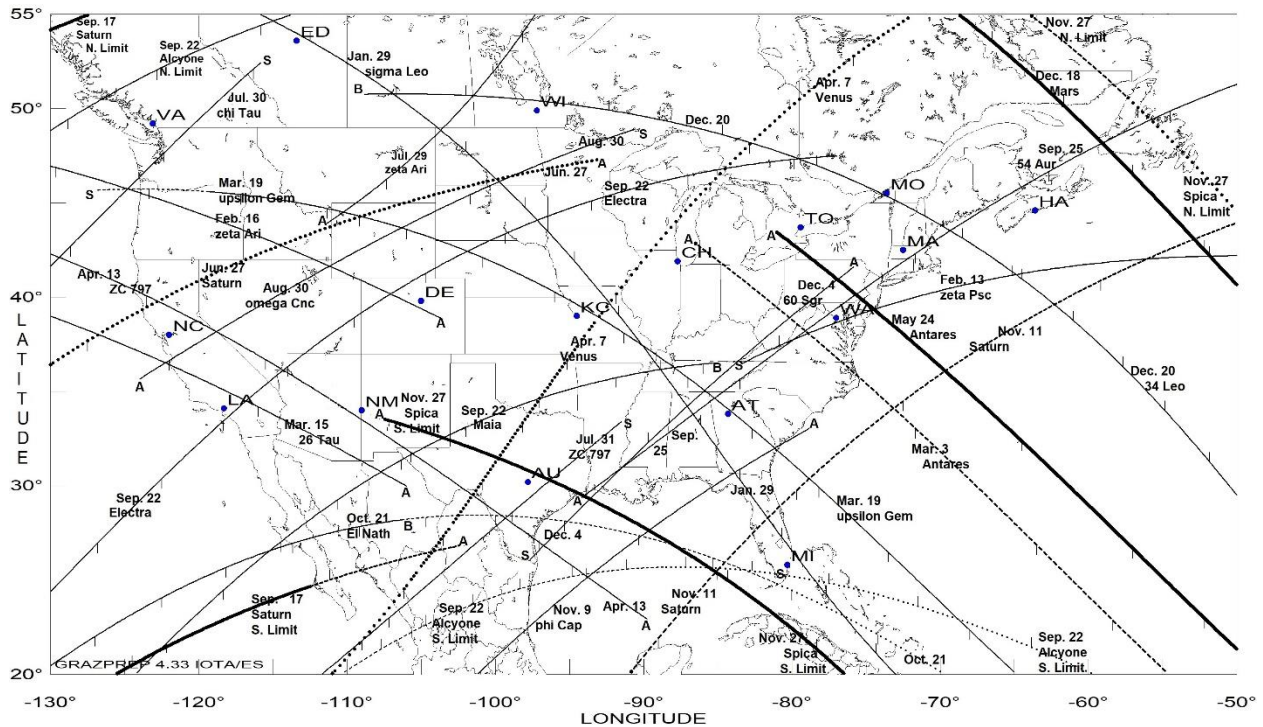 55°
Sep. 17
Saturn
N. Limit
Sep. 22
Alcyone
N. Limit
ED
S
Jan. 29
sigma Leo
B
WI
Apr. 7
Venus
Nov. 27
N. Limit
Dec. 18
Mars
50°
VA
Jul. 30
chi Tau
Dec. 20
Aug. 30
S
Jul. 29
zeta Ari
A
Jun. 27
Sep. 25
54 Aur
S
Mar. 19
upsilon Gem
Sep. 22
Electra
MO
HA
Nov. 27
Spica
N. Limit
Feb. 16
zeta Ari
A
TO
A
A
MA
CH
A
Apr. 13
ZC 797
Jun. 27
Saturn
Aug. 30
omega Cnc
DE
A
KC
Dec. 4
60 Sgr
Feb. 13
zeta Psc
40°
NC
WA
May 24
Antares
Nov. 11
Saturn
LATITUDE
Apr. 7
Venus
A
B
S
Dec. 20
34 Leo
LA
NM
A
Nov. 27
Spica
S. Limit
Sep. 22
Maia
AT
Mar. 15
26 Tau
S
A
Jul. 31
ZC 797
Sep.
25
Mar. 3
Antares
30°
AU
A
A
Jan. 29
Sep. 22
Electra
Mar. 19
upsilon Gem
Oct. 21
El Nath
B
A
Dec. 4
S
MI
S
Sep. 17
Saturn
S. Limit
Sep. 22
Alcyone
S. Limit
Nov. 9
phi Cap
Apr. 13
A
Nov. 11
Saturn
Nov. 27
Spica
S. Limit
Oct. 21
Sep. 22
Alcyone
S. Limit.
20°
GRAZPREP 4.33 IOTA/ES
-130° -120° -110° -100° -90° -80° -70° -60° -50°
LONGITUDE